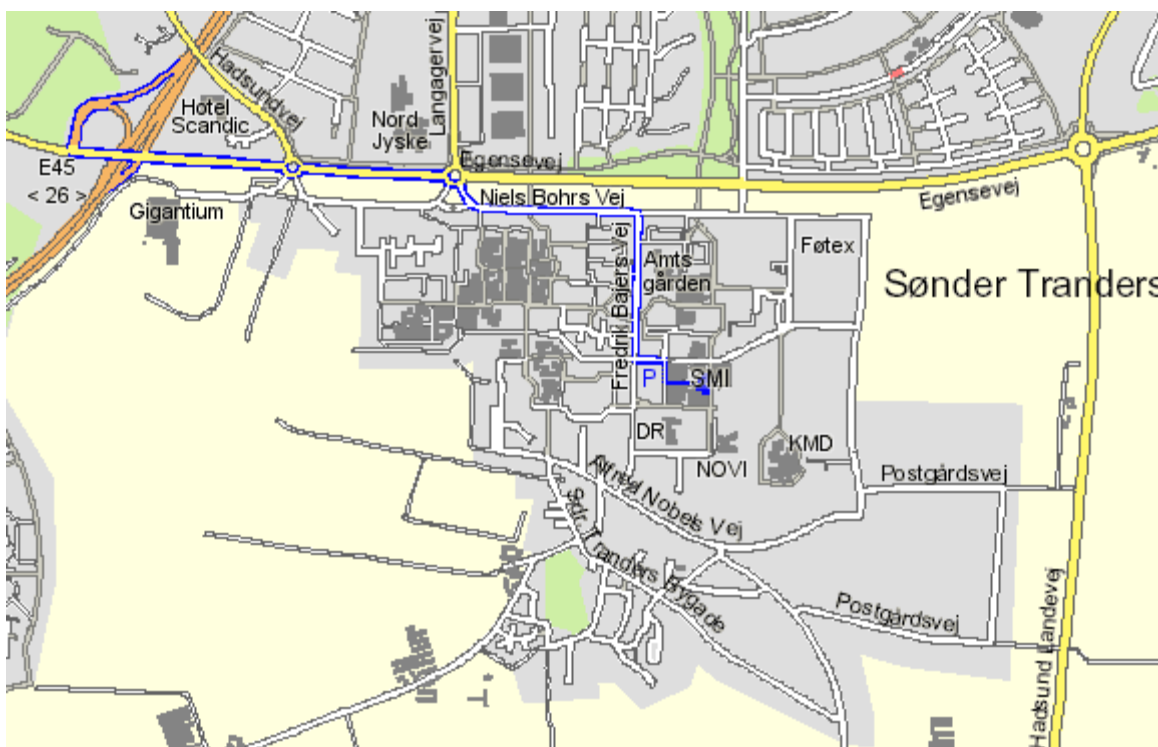 Hadsundvej
Langagervej
Hotel
Scandic
Nord
Jyske
E45
< 26 >
Egensevej
Niels Bohrs Vej
Egensevej
Gigantium
Fredrik Bajers Vej
Amts
gården
Føtex
Sønder Tranders
P
SMI
DR
NOVI
KMD
Alfred Nobels Vej
Postgårdsvej
Sdr. Tranders Bygade
Postgårdsvej
Hadsund Landevej